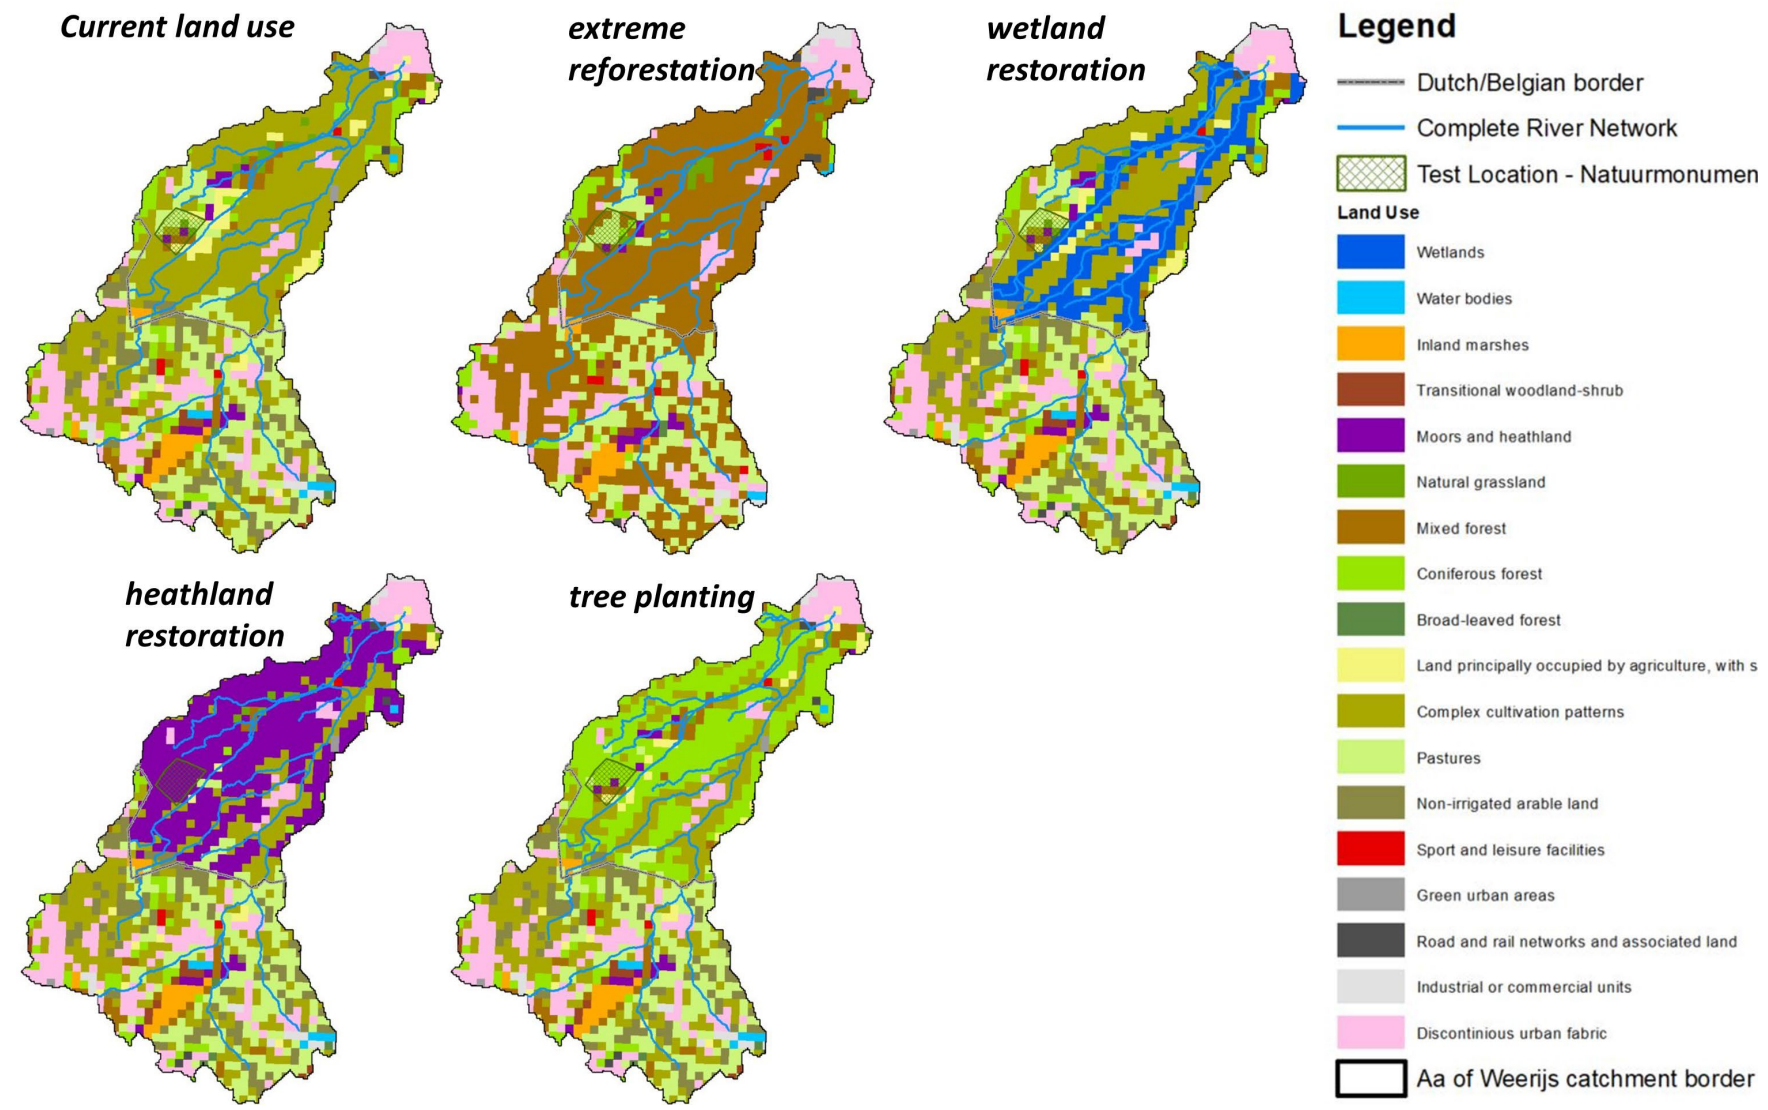 Current land use
extreme
reforestation
wetland
restoration
heathland
restoration
tree planting
Legend
Dutch/Belgian border
Complete River Network
Test Location - Natuurmonumen
Land Use
Wetlands
Water bodies
Inland marshes
Transitional woodland-shrub
Moors and heathland
Natural grassland
Mixed forest
Coniferous forest
Broad-leaved forest
Land principally occupied by agriculture, with s
Complex cultivation patterns
Pastures
Non-irrigated arable land
Sport and leisure facilities
Green urban areas
Road and rail networks and associated land
Industrial or commercial units
Discontinious urban fabric
Aa of Weerijs catchment border